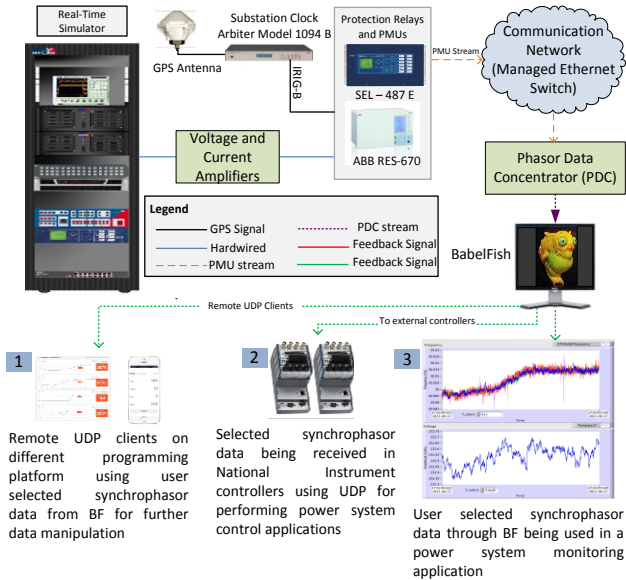 Real-Time
Simulator
Substation Clock
Arbiter Model 1094 B
GPS Antenna
IRIG-B
Protection Relays
and PMUs
SEL – 487 E
ABB RES-670
PMU Stream
Communication
Network
(Managed Ethernet
Switch)
Voltage and
Current
Amplifiers
Phasor Data
Concentrator (PDC)
BabelFish
Legend
GPS Signal
Hardwired
PMU stream
PDC stream
Feedback Signal
Feedback Signal
Remote UDP Clients
To external controllers
1
Remote UDP clients on
different programming
platform using user
selected synchrophasor
data from BF for further
data manipulation
2
Selected synchrophasor
data being received in
National Instrument
controllers using UDP for
performing power system
control applications
3
Frequency
Time
Voltage
Time
User selected synchrophasor
data through BF being used in a
power system monitoring
application